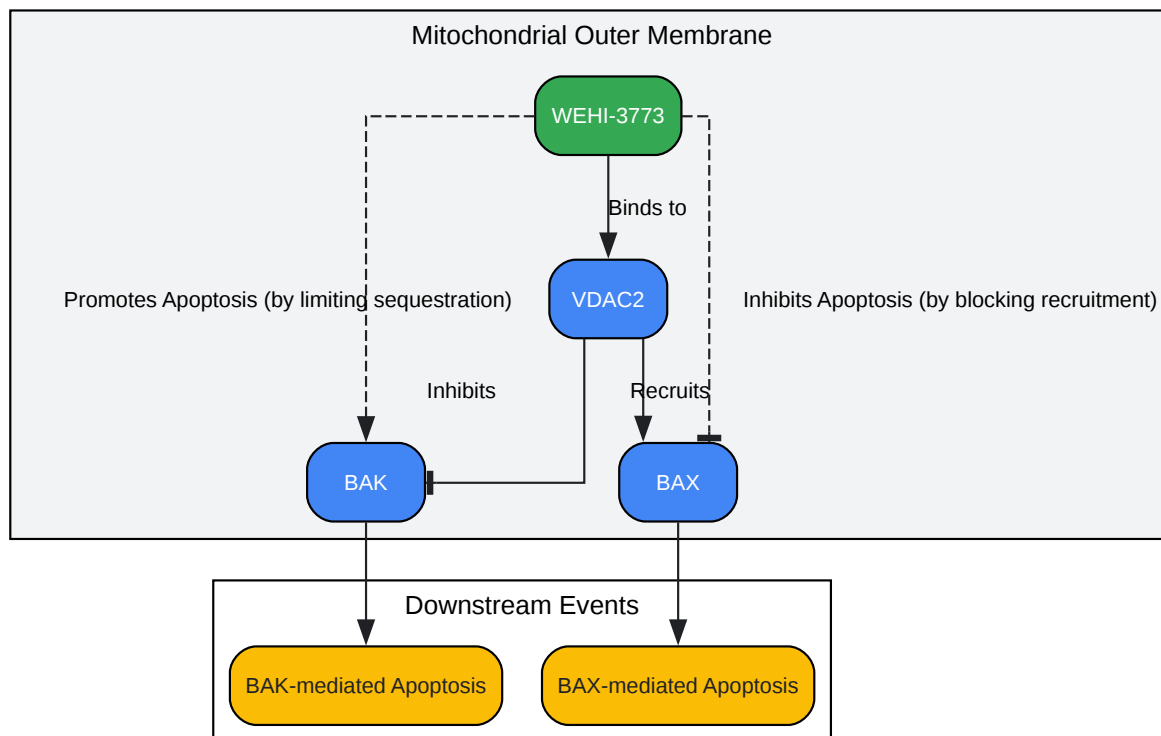 Mitochondrial Outer Membrane
WEHI-3773
Binds to
Promotes Apoptosis (by limiting sequestration)
VDAC2
Inhibits Apoptosis (by blocking recruitment)
Inhibits
Recruits
BAK
BAX
Downstream Events
BAK-mediated Apoptosis
BAX-mediated Apoptosis